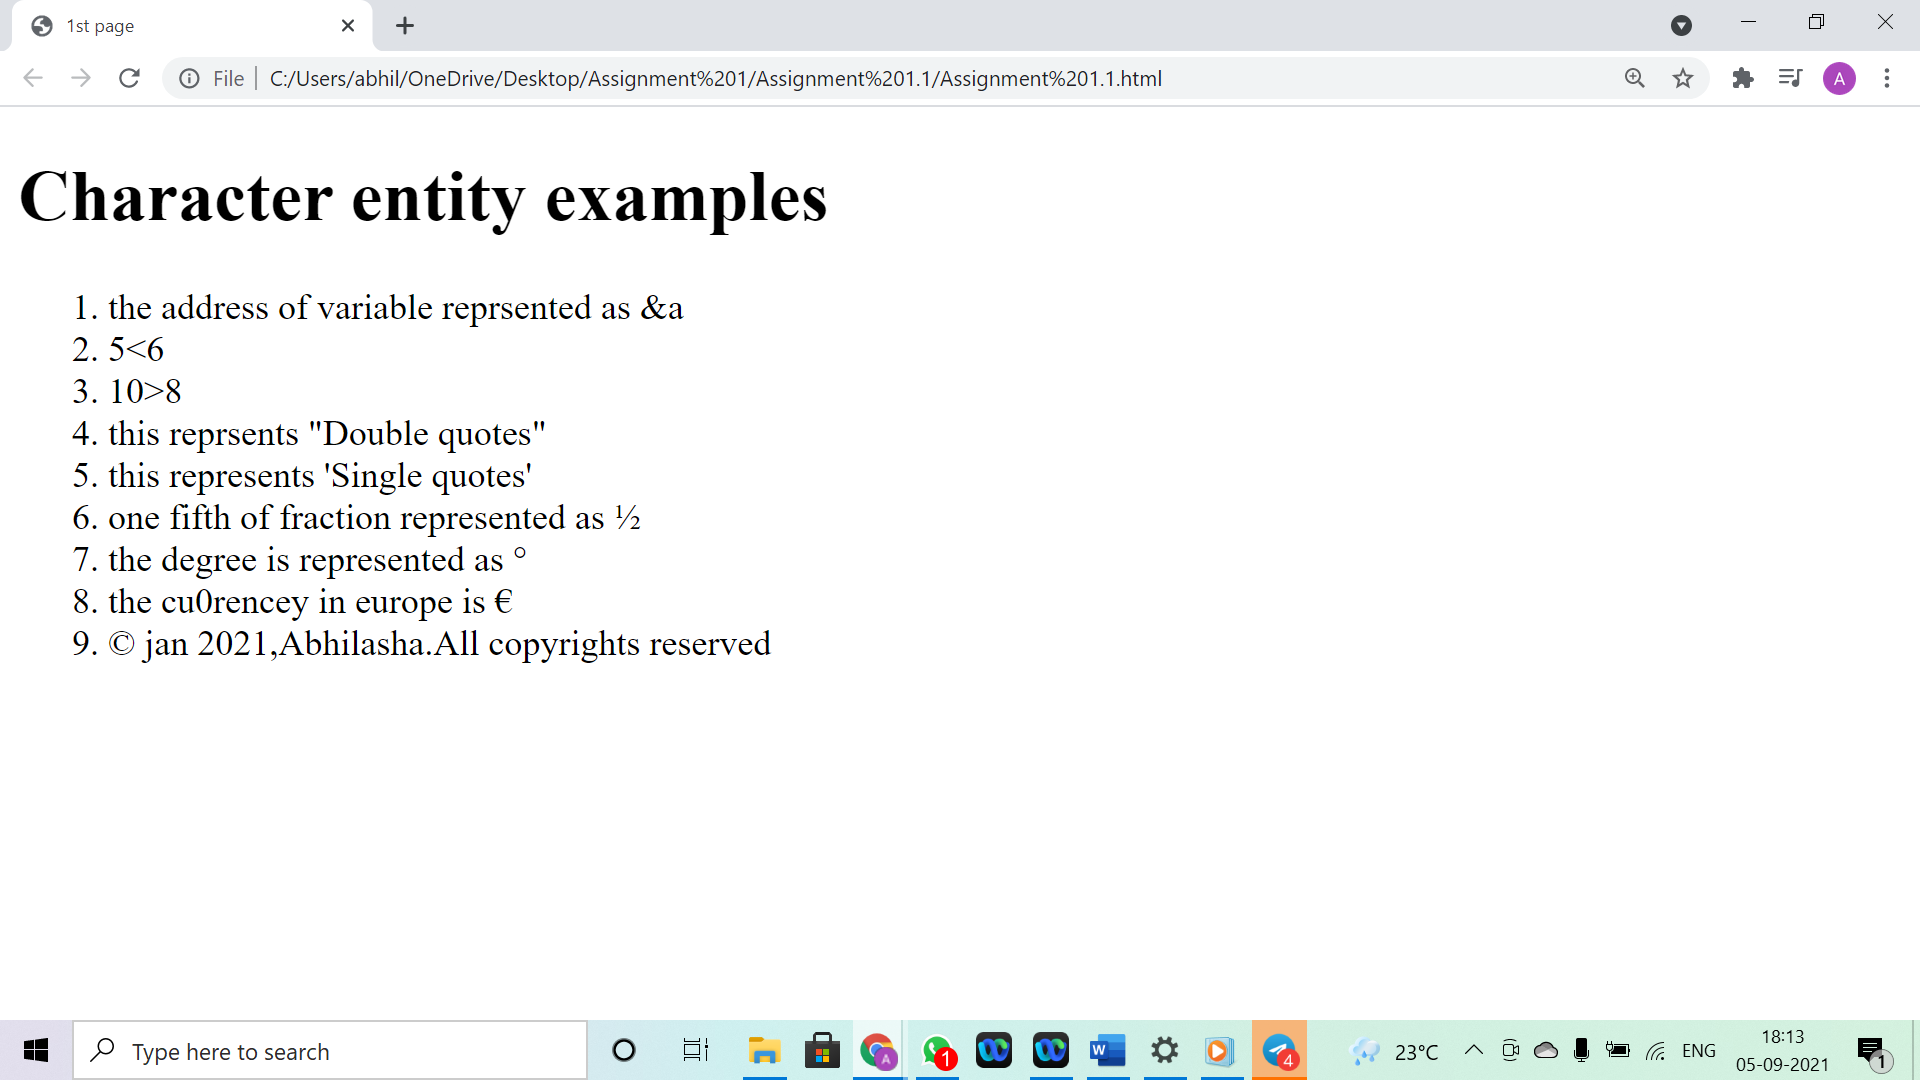 1st page
File
C:/Users/abhil/OneDrive/Desktop/Assignment%201/Assignment%201.1/Assignment%201.1.html
A
Character entity examples
1. the address of variable reprsented as &a
2. 5<6
3. 10>8
4. this reprsents "Double quotes"
5. this represents 'Single quotes'
6. one fifth of fraction represented as ½
7. the degree is represented as °
8. the cu0rencey in europe is €
9. © jan 2021,Abhilasha.All copyrights reserved
Type here to search
A
1
W
4
23°C
ENG
18:13
05-09-2021
1